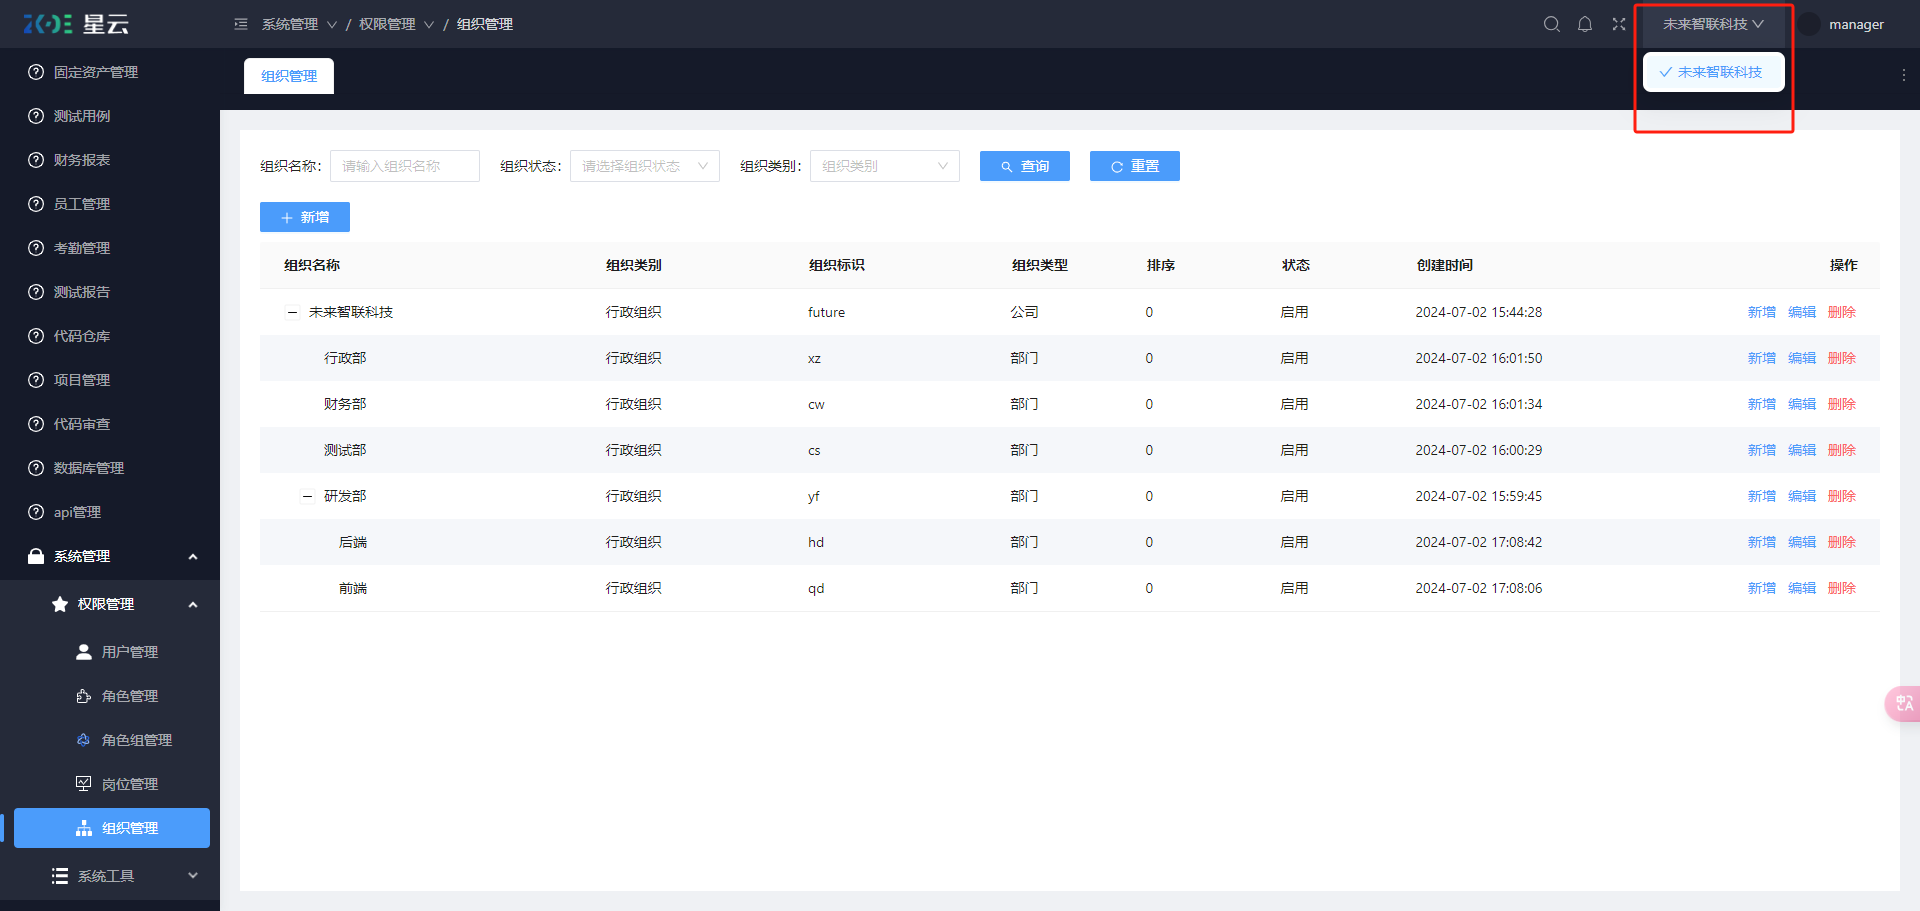 星云
系统管理 / 权限管理 / 组织管理
未来智联科技
manager
固定资产管理
测试用例
财务报表
员工管理
考勤管理
测试报告
代码仓库
项目管理
代码审查
数据库管理
api管理
系统管理
权限管理
用户管理
角色管理
角色组管理
岗位管理
组织管理
系统工具
组织管理
未来智联科技
组织名称: 请输入组织名称 组织状态: 请选择组织状态 组织类别: 组织类别 查询 重置
新增
组织名称 组织类别 组织标识 组织类型 排序 状态 创建时间 操作
未来智联科技 行政组织 future 公司 0 启用 2024-07-02 15:44:28 新增 编辑 删除
行政部 行政组织 xz 部门 0 启用 2024-07-02 16:01:50 新增 编辑 删除
财务部 行政组织 cw 部门 0 启用 2024-07-02 16:01:34 新增 编辑 删除
测试部 行政组织 cs 部门 0 启用 2024-07-02 16:00:29 新增 编辑 删除
研发部 行政组织 yf 部门 0 启用 2024-07-02 15:59:45 新增 编辑 删除
后端 行政组织 hd 部门 0 启用 2024-07-02 17:08:42 新增 编辑 删除
前端 行政组织 qd 部门 0 启用 2024-07-02 17:08:06 新增 编辑 删除